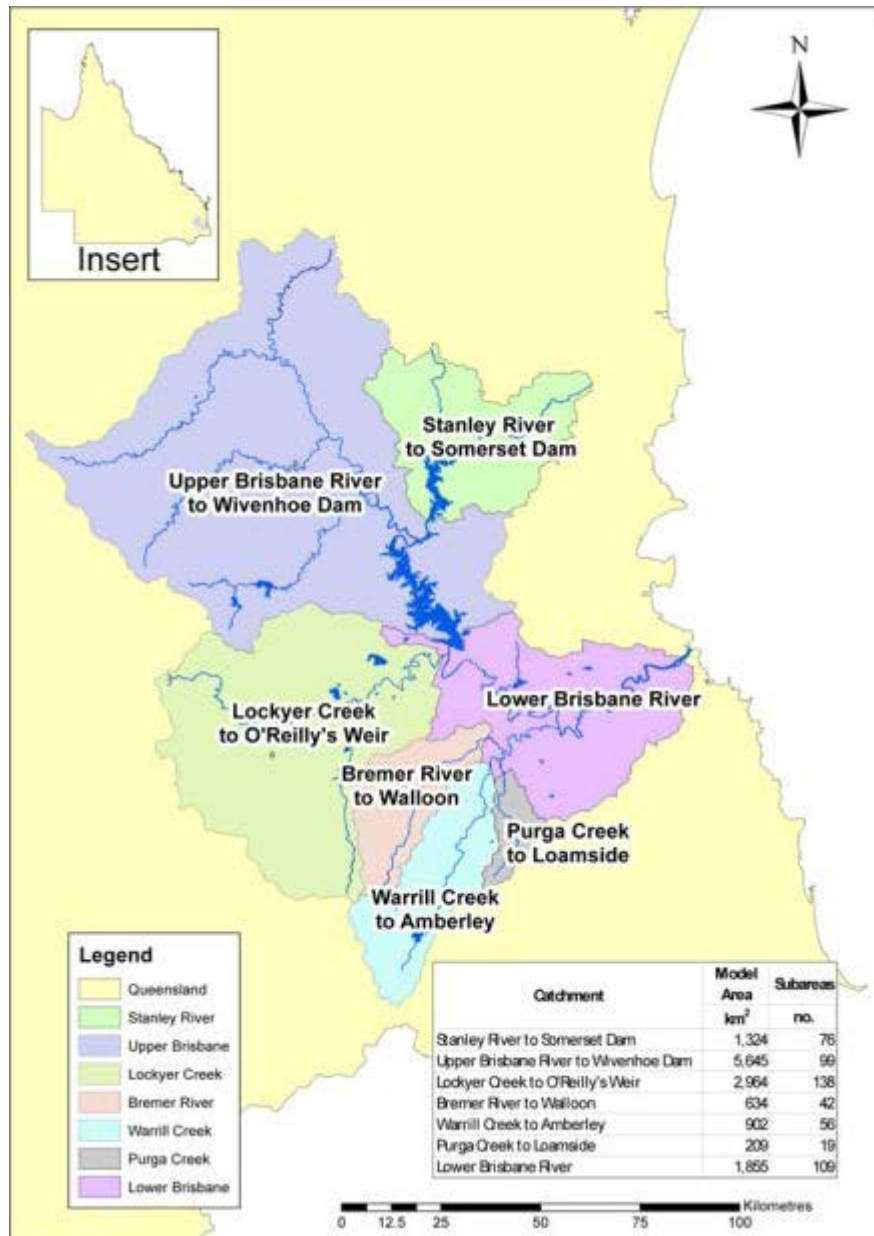 Insert
N
Stanley River
to Somerset Dam
Upper Brisbane River
to Wivenhoe Dam
Lower Brisbane River
Lockyer Creek
to O'Reilly's Weir
Bremer River
to Walloon
Purga Creek
to Loamside
Warrill Creek
to Amberley
Legend
Queensland
Stanley River
Upper Brisbane
Lockyer Creek
Bremer River
Warrill Creek
Purga Creek
Lower Brisbane
Catchment Model Area km² Subareas no.
Stanley River to Somerset Dam 1,324 76
Upper Brisbane River to Wivenhoe Dam 5,645 99
Lockyer Creek to O'Reilly's Weir 2,964 138
Bremer River to Walloon 634 42
Warrill Creek to Amberley 902 56
Purga Creek to Loamside 209 19
Lower Brisbane River 1,855 109
Kilometres
0 12.5 25 50 75 100